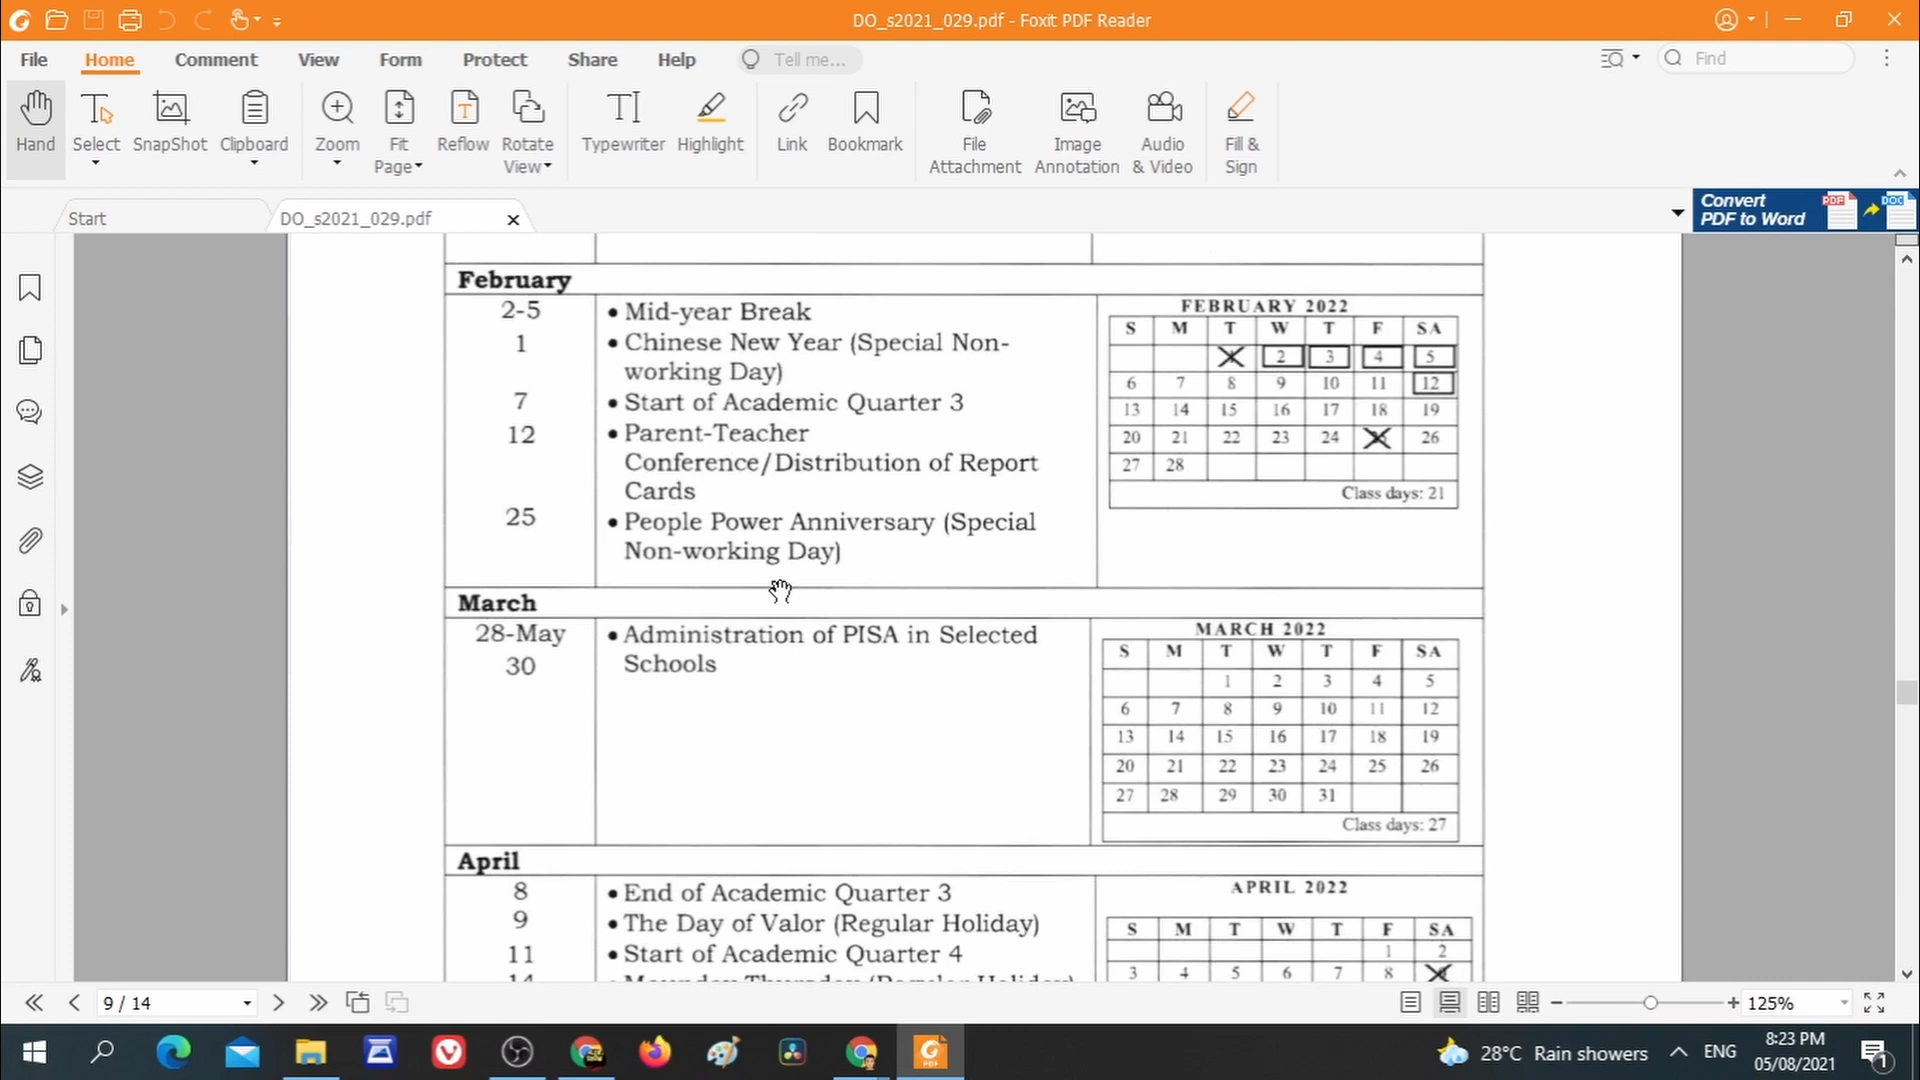 DO_s2021_029.pdf - Foxit PDF Reader
File Home Comment View Form Protect Share Help Tell me... Find
Hand Select SnapShot Clipboard Zoom Fit Page Reflow Rotate View Typewriter Highlight Link Bookmark File Attachment Image Annotation Audio & Video Fill & Sign
Start DO_s2021_029.pdf
Convert PDF to Word PDF DOC
February
2-5 • Mid-year Break
1 • Chinese New Year (Special Non-
working Day)
7 • Start of Academic Quarter 3
12 • Parent-Teacher
Conference/Distribution of Report
Cards
25 • People Power Anniversary (Special
Non-working Day)
FEBRUARY 2022
S M T W T F SA
2 3 4 5
6 7 8 9 10 11 12
13 14 15 16 17 18 19
20 21 22 23 24 26
27 28
Class days: 21
March
28-May • Administration of PISA in Selected
30 Schools
MARCH 2022
S M T W T F SA
1 2 3 4 5
6 7 8 9 10 11 12
13 14 15 16 17 18 19
20 21 22 23 24 25 26
27 28 29 30 31
Class days: 27
April
8 • End of Academic Quarter 3
9 • The Day of Valor (Regular Holiday)
11 • Start of Academic Quarter 4
APRIL 2022
S M T W T F SA
1 2
3 4 5 6 7 8
9 / 14
125%
28°C Rain showers ENG
8:23 PM
05/08/2021
1